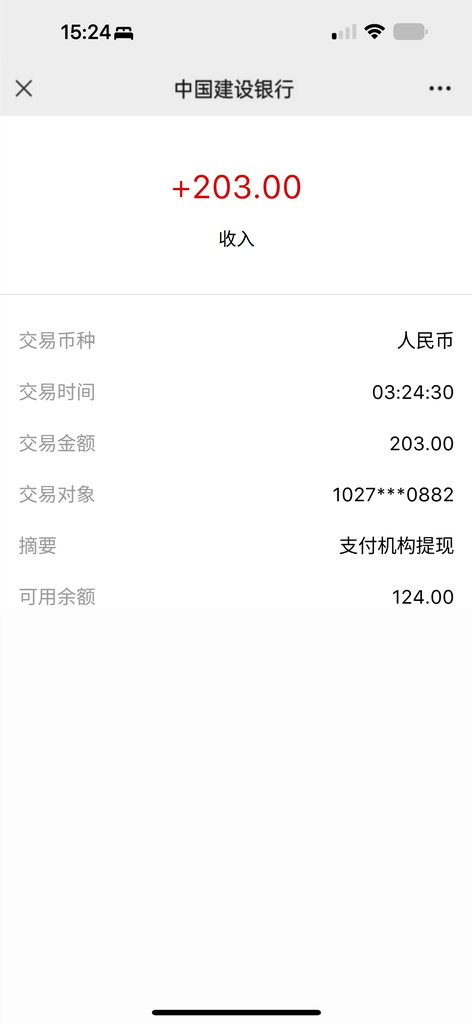 15:24
中国建设银行
+203.00
收入
交易币种 人民币
交易时间 03:24:30
交易金额 203.00
交易对象 1027***0882
摘要 支付机构提现
可用余额 124.00